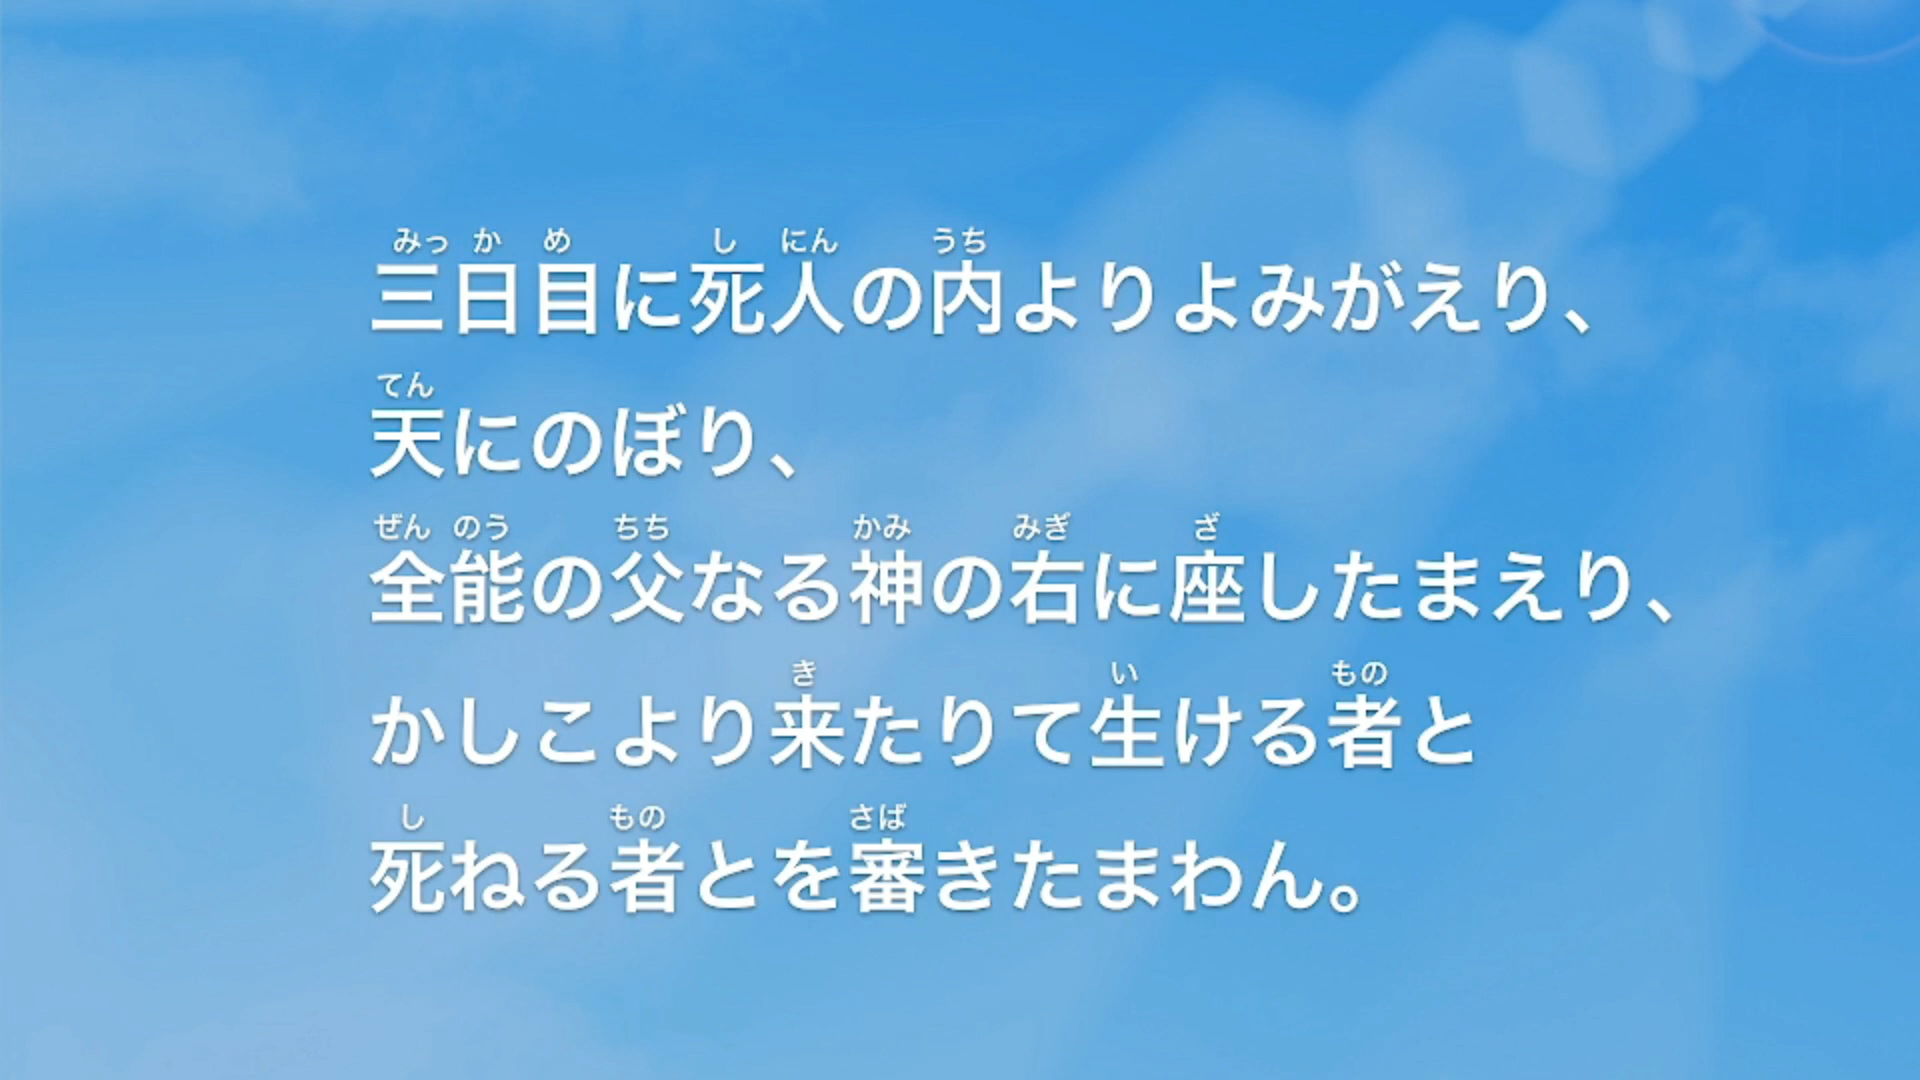 三日目に死人の内よりよみがえり、
天にのぼり、
全能の父なる神の右に座したまえり、
かしこより来たりて生ける者と
死ねる者とを審きたまわん。